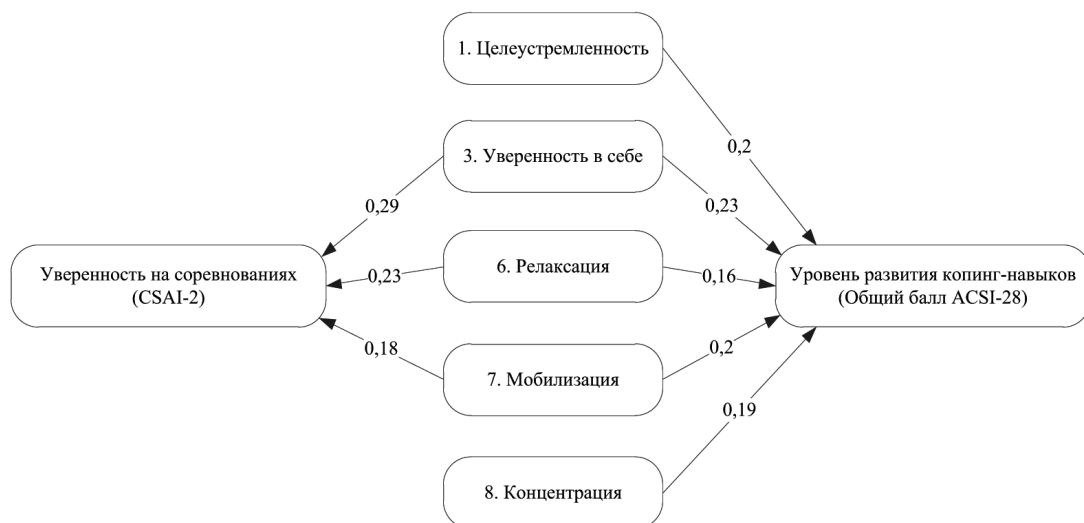 1. Целеустремленность
0,2
3. Уверенность в себе
0,29
0,23
Уверенность на соревнованиях
(CSAI-2)
0,23
6. Релаксация
0,16
Уровень развития копинг-навыков
(Общий балл ACSI-28)
0,18
7. Мобилизация
0,2
0,19
8. Концентрация